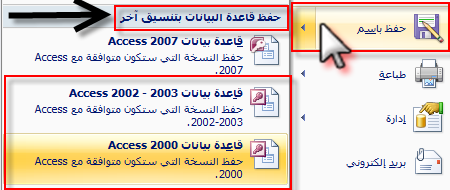 حفظ باسم
طباعة
إدارة
بريد إلكتروني
حفظ قاعدة البيانات بتنسيق آخر
قاعدة بيانات Access 2007
حفظ النسخة التي ستكون متوافقة مع Access
2007.
قاعدة بيانات Access 2002 - 2003
حفظ النسخة التي ستكون متوافقة مع Access
2002-2003.
قاعدة بيانات Access 2000
حفظ النسخة التي ستكون متوافقة مع Access
2000.